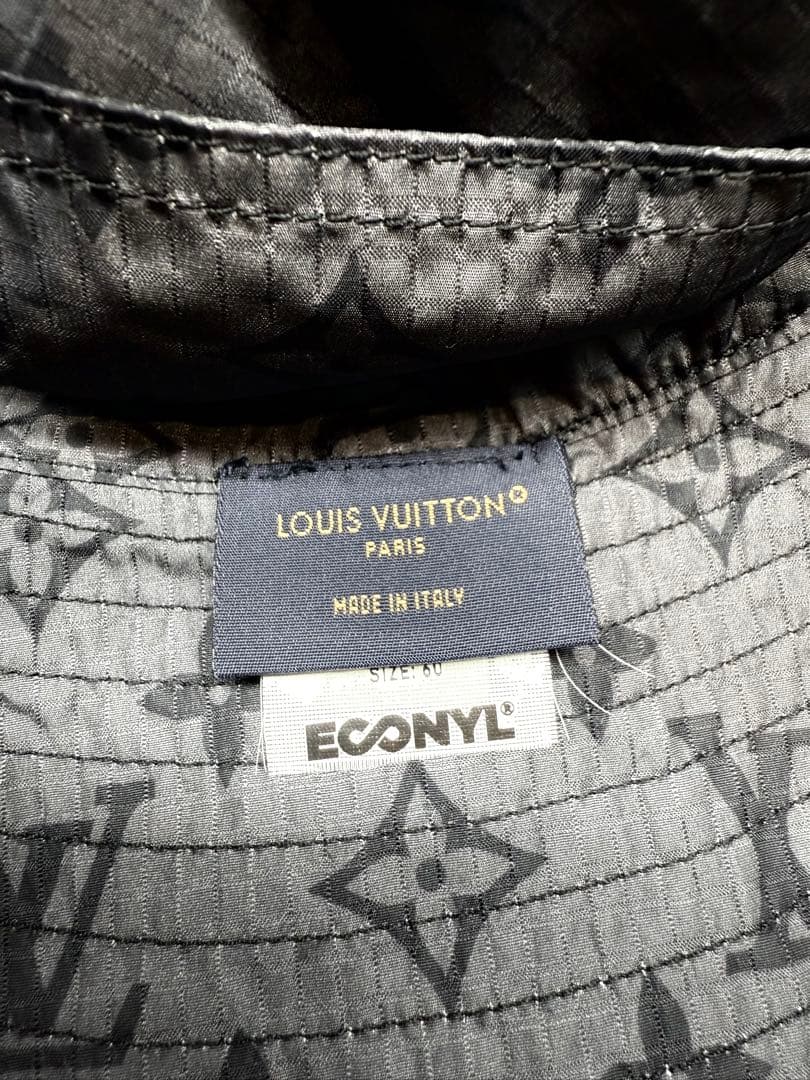 LOUIS VUITTON®
PARIS
MADE IN ITALY
SIZE: 60
ECONYL®